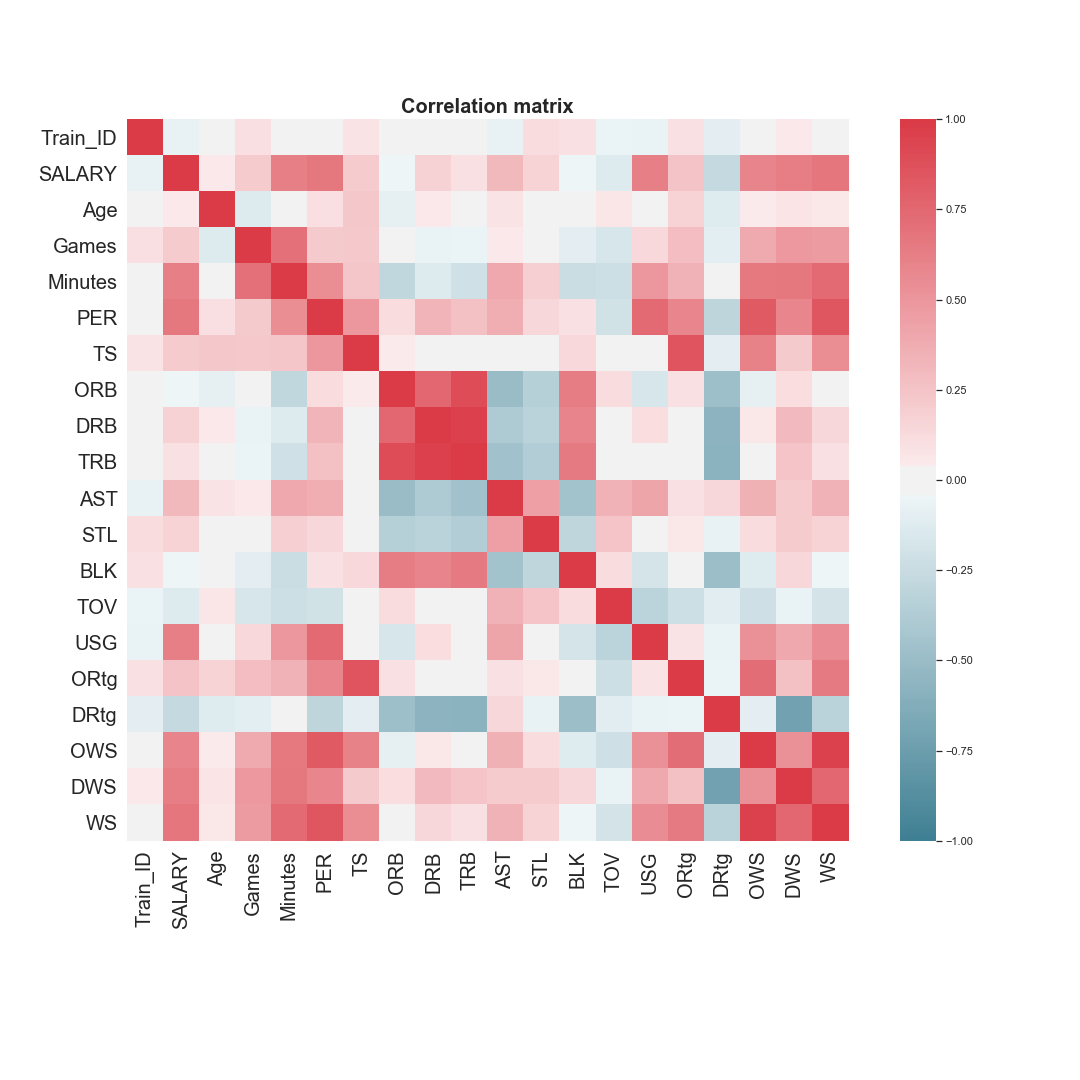 Correlation matrix
Train_ID
SALARY
Age
Games
Minutes
PER
TS
ORB
DRB
TRB
AST
STL
BLK
TOV
USG
ORtg
DRtg
OWS
DWS
WS
Train_ID
SALARY
Age
Games
Minutes
PER
TS
ORB
DRB
TRB
AST
STL
BLK
TOV
USG
ORtg
DRtg
OWS
DWS
WS
1.00
0.75
0.50
0.25
0.00
−0.25
−0.50
−0.75
−1.00